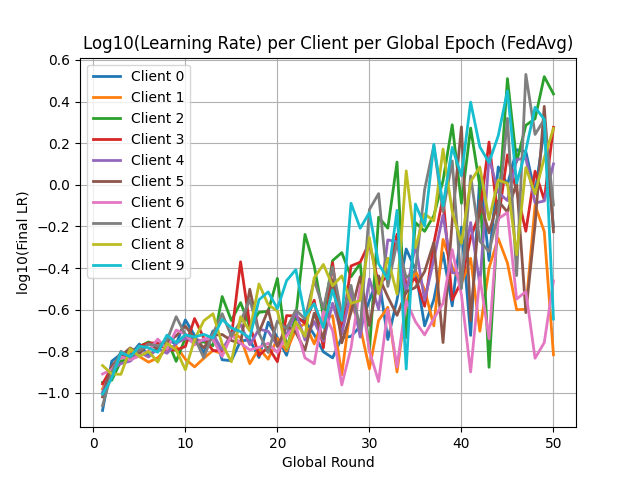 Log10(Learning Rate) per Client per Global Epoch (FedAvg)
log10(Final LR)
0.6
0.4
0.2
0.0
−0.2
−0.4
−0.6
−0.8
−1.0
Client 0
Client 1
Client 2
Client 3
Client 4
Client 5
Client 6
Client 7
Client 8
Client 9
0
10
20
30
40
50
Global Round